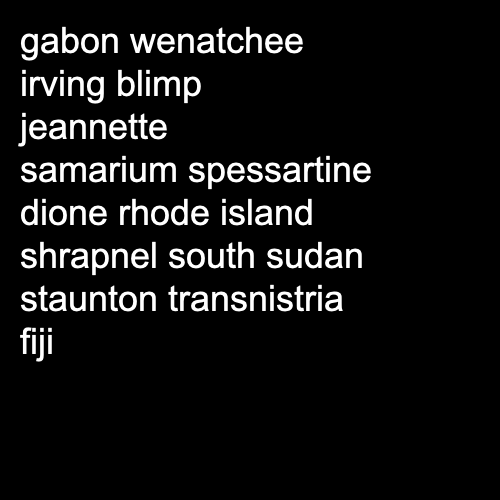 gabon wenatchee
irving blimp
jeannette
samarium spessartine
dione rhode island
shrapnel south sudan
staunton transnistria
fiji